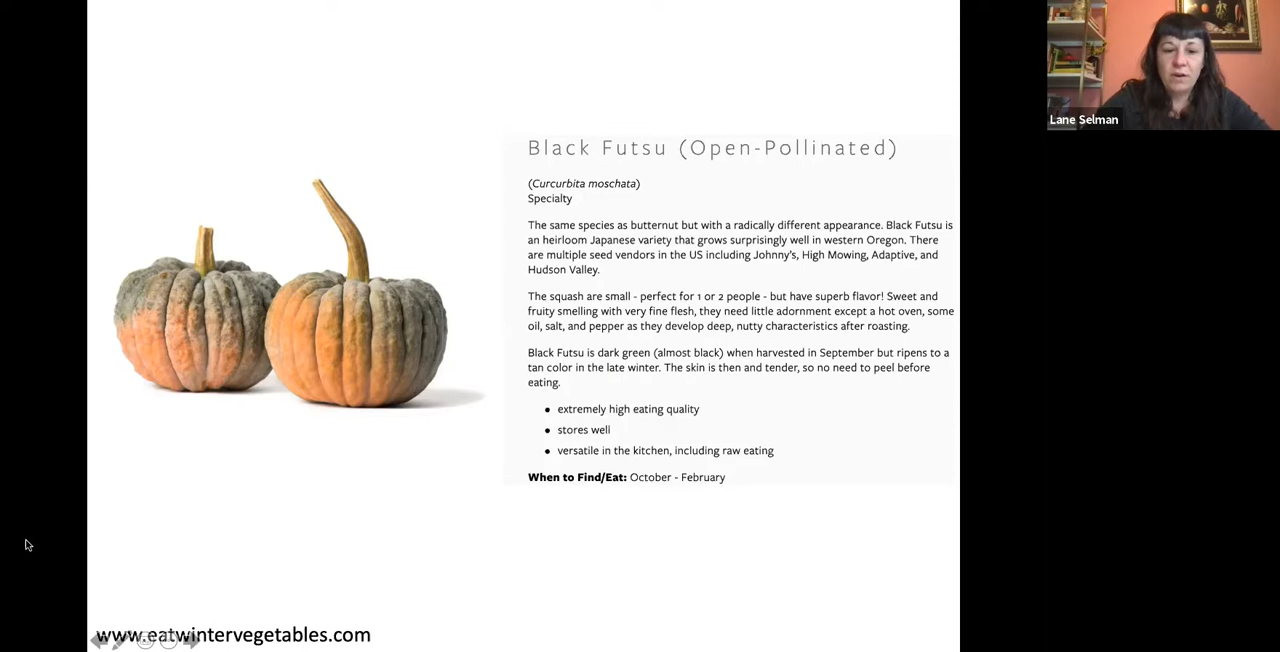 Lane Selman
Black Futsu (Open-Pollinated)
(Curcurbita moschata)
Specialty
The same species as butternut but with a radically different appearance. Black Futsu is
an heirloom Japanese variety that grows surprisingly well in western Oregon. There
are multiple seed vendors in the US including Johnny's, High Mowing, Adaptive, and
Hudson Valley.
The squash are small - perfect for 1 or 2 people - but have superb flavor! Sweet and
fruity smelling with very fine flesh, they need little adornment except a hot oven, some
oil, salt, and pepper as they develop deep, nutty characteristics after roasting.
Black Futsu is dark green (almost black) when harvested in September but ripens to a
tan color in the late winter. The skin is then and tender, so no need to peel before
eating.
• extremely high eating quality
• stores well
• versatile in the kitchen, including raw eating
When to Find/Eat: October - February
www.eatwintervegetables.com